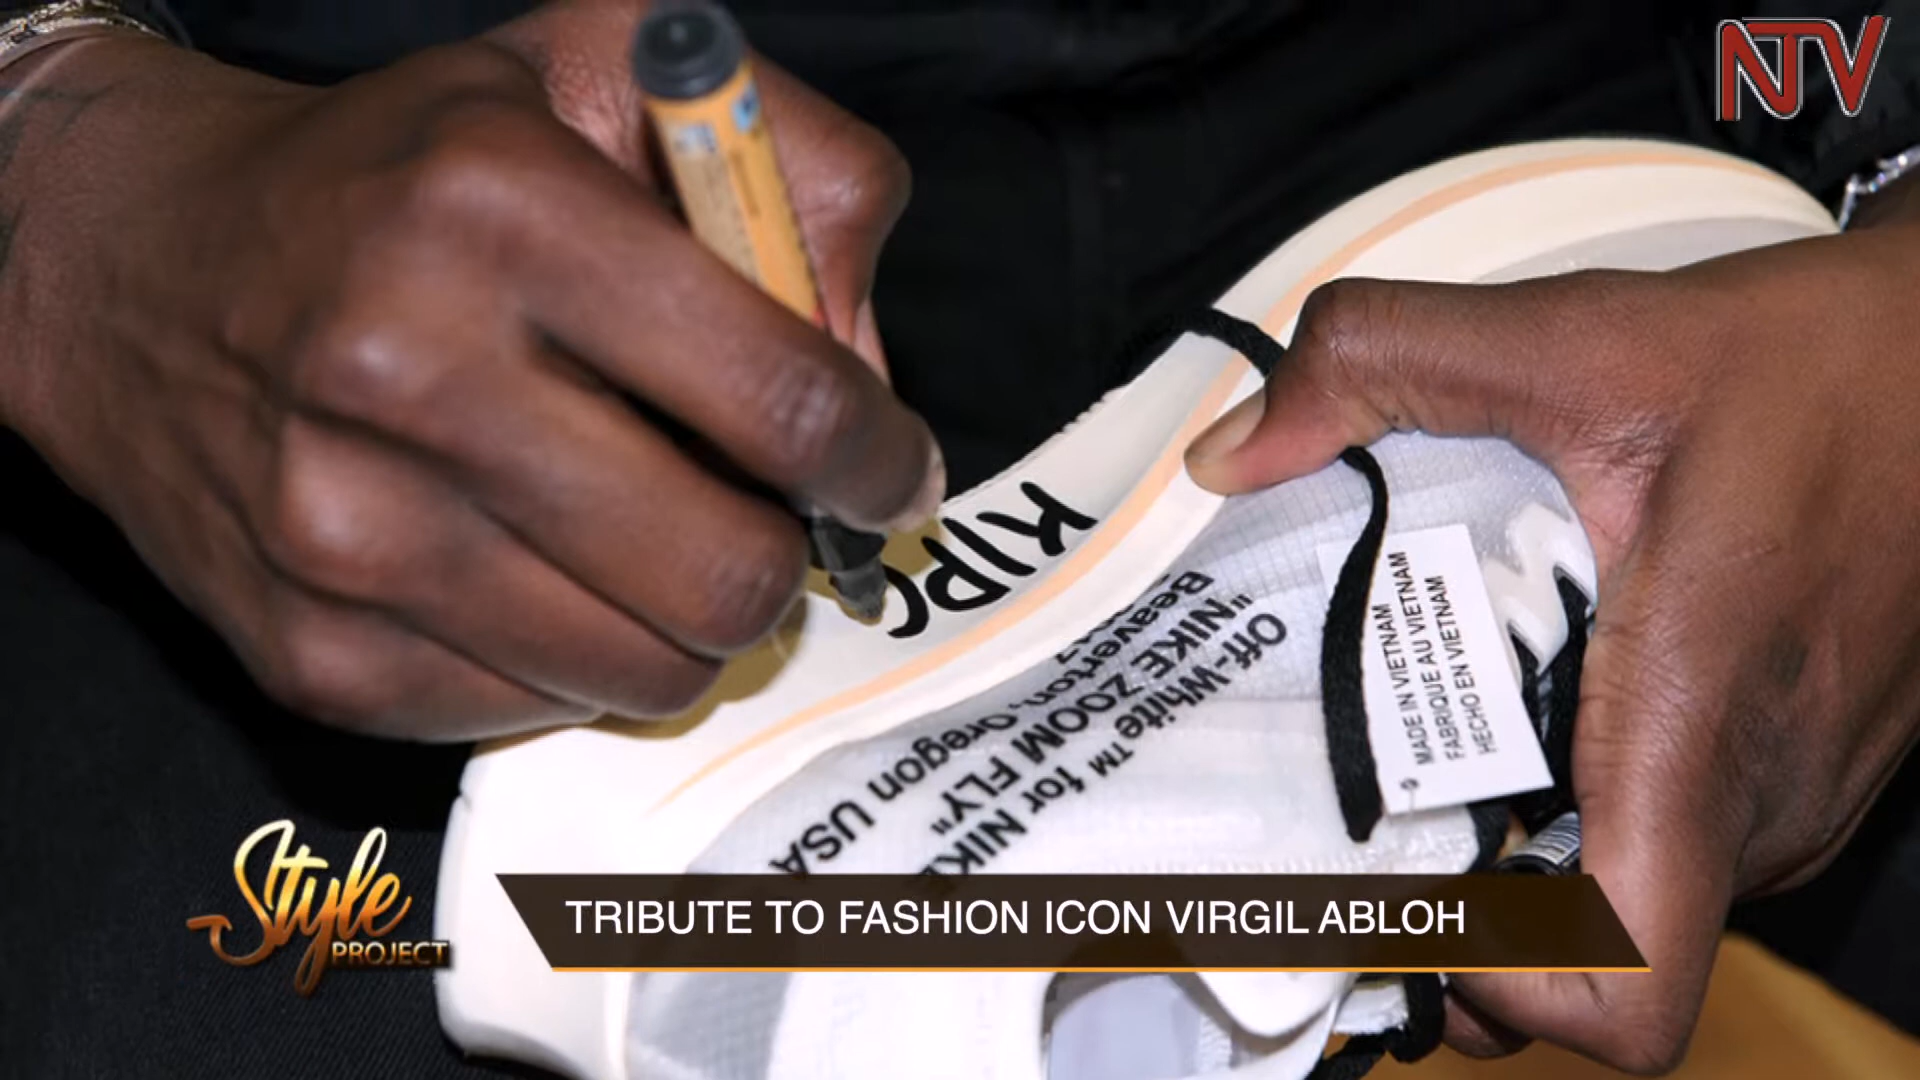 NTV
KIPC
Off-White™ for NIKE
"NIKE ZOOM FLY"
Beaverton, Oregon USA
MADE IN VIETNAM
FABRIQUE AU VIETNAM
HECHO EN VIETNAM
Style
PROJECT
TRIBUTE TO FASHION ICON VIRGIL ABLOH